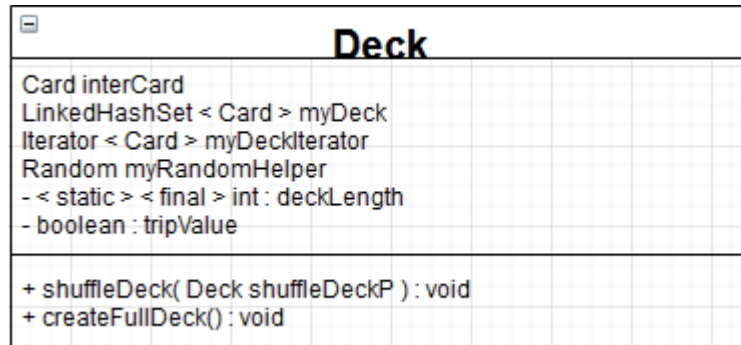 Deck
Card interCard
LinkedHashSet < Card > myDeck
Iterator < Card > myDeckIterator
Random myRandomHelper
- < static > < final > int : deckLength
- boolean : tripValue
+ shuffleDeck( Deck shuffleDeckP ) : void
+ createFullDeck() : void